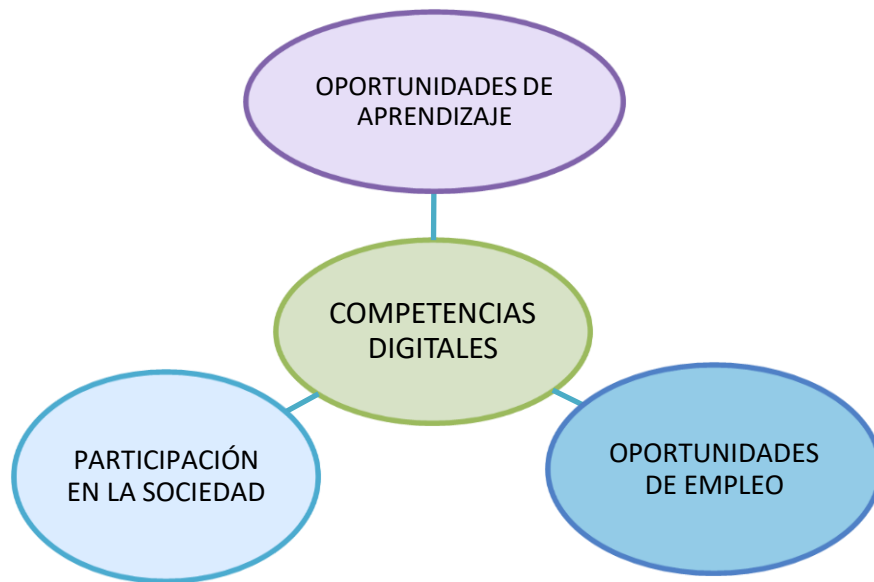 OPORTUNIDADES DE
APRENDIZAJE
COMPETENCIAS
DIGITALES
PARTICIPACIÓN
EN LA SOCIEDAD
OPORTUNIDADES
DE EMPLEO